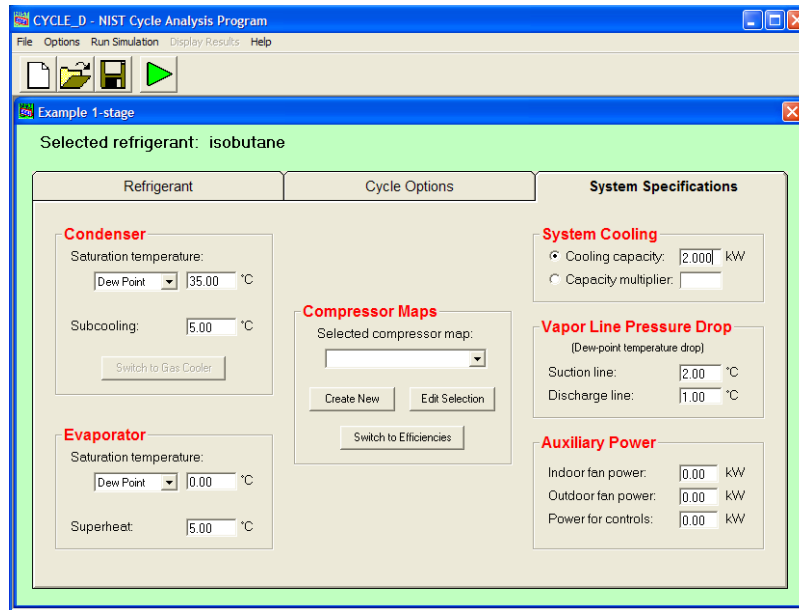 CYCLE_D - NIST Cycle Analysis Program
File Options Run Simulation Display Results Help
Example 1-stage
Selected refrigerant: isobutane
Refrigerant
Cycle Options
System Specifications
Condenser
Saturation temperature:
Dew Point 35.00 °C
Subcooling: 5.00 °C
Switch to Gas Cooler
Evaporator
Saturation temperature:
Dew Point 0.00 °C
Superheat: 5.00 °C
Compressor Maps
Selected compressor map:
Create New Edit Selection
Switch to Efficiencies
System Cooling
Cooling capacity: 2.000 kW
Capacity multiplier:
Vapor Line Pressure Drop
(Dew-point temperature drop)
Suction line: 2.00 °C
Discharge line: 1.00 °C
Auxiliary Power
Indoor fan power: 0.00 kW
Outdoor fan power: 0.00 kW
Power for controls: 0.00 kW